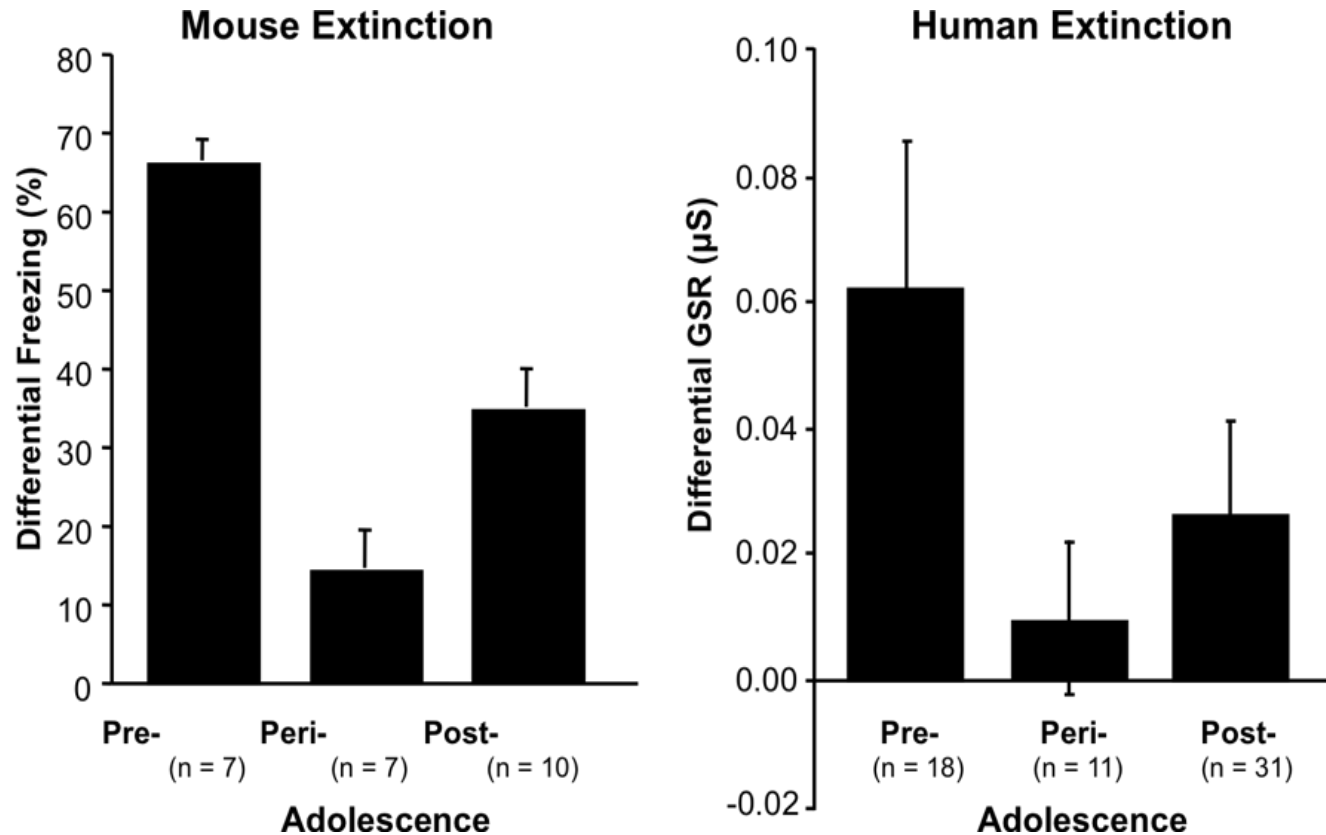 Mouse Extinction
Differential Freezing (%)
80
70
60
50
40
30
20
10
0
Pre- Peri- Post-
(n = 7) (n = 7) (n = 10)
Adolescence
Human Extinction
Differential GSR (µS)
0.10
0.08
0.06
0.04
0.02
0.00
-0.02
Pre- Peri- Post-
(n = 18) (n = 11) (n = 31)
Adolescence